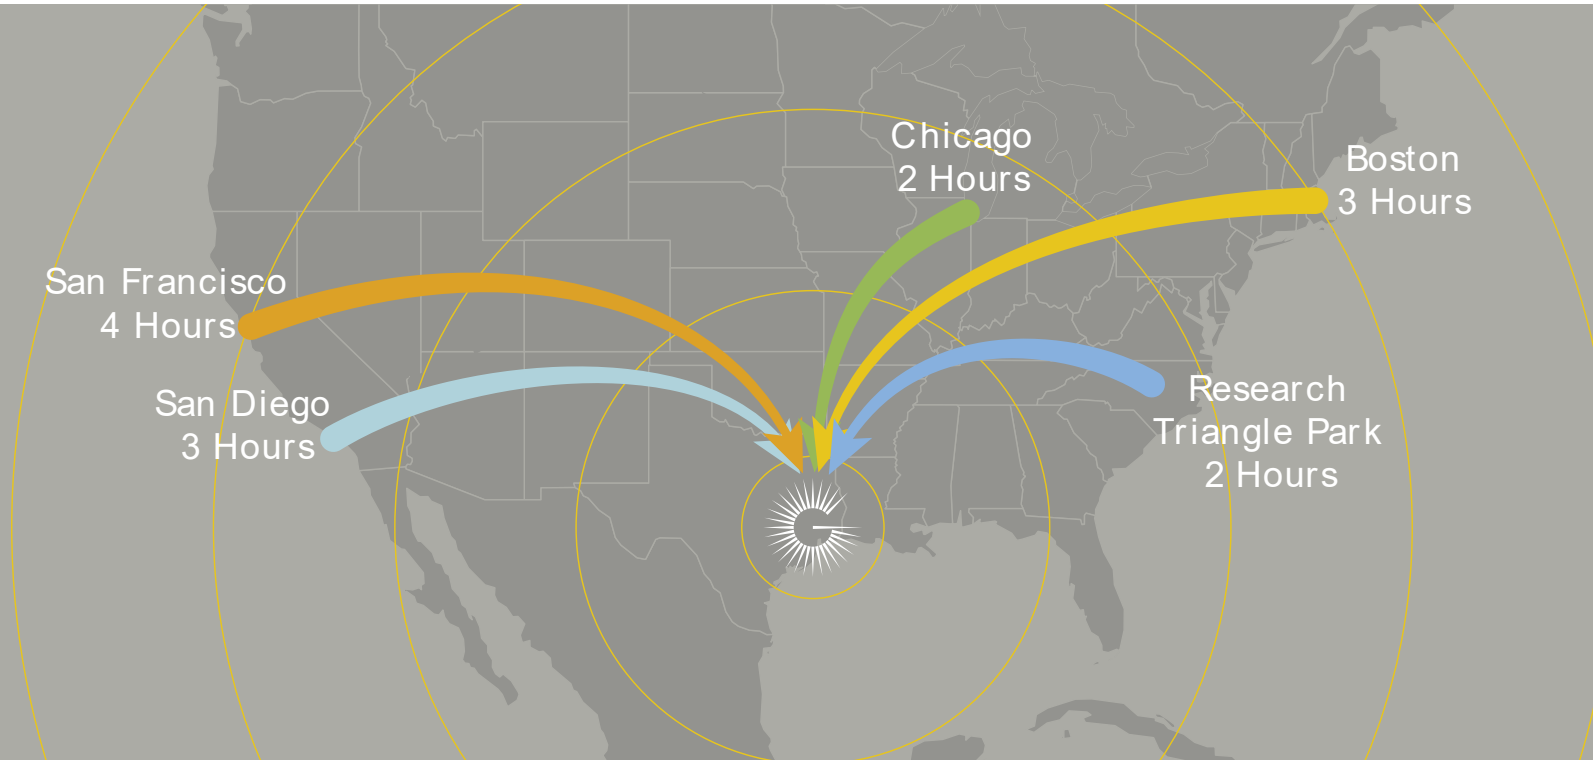 Chicago
2 Hours
Boston
3 Hours
San Francisco
4 Hours
San Diego
3 Hours
Research
Triangle Park
2 Hours